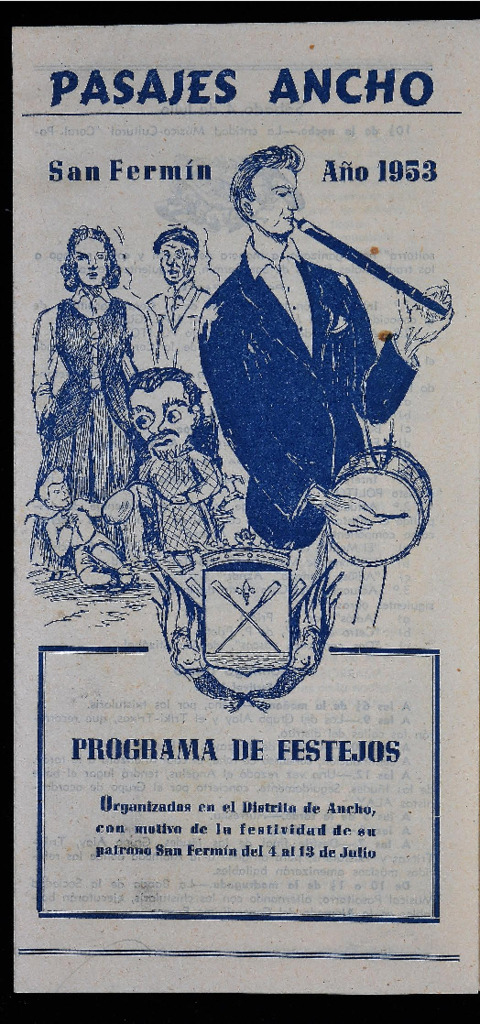 PASAJES ANCHO
San Fermín
Año 1953
PROGRAMA DE FESTEJOS
Organizados en el Distrito de Ancho,
con motivo de la festividad de su
patrono San Fermín del 4 al 13 de Julio